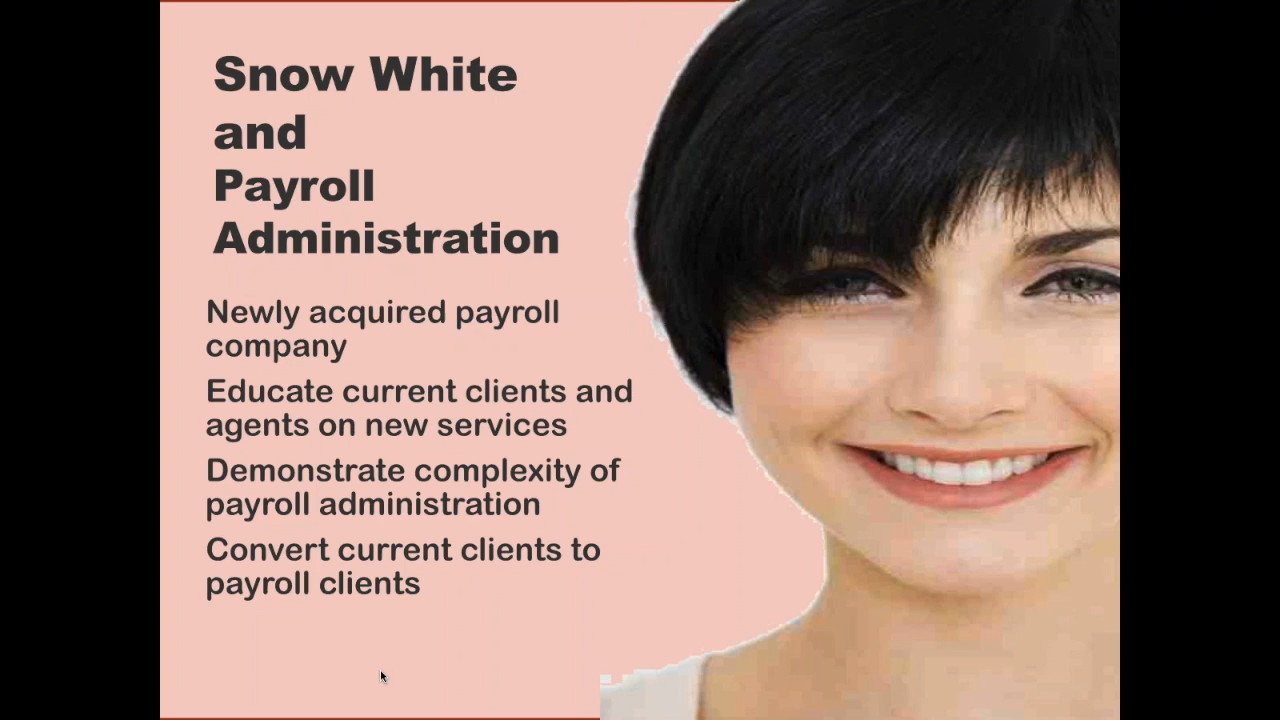 Snow White
and
Payroll
Administration
Newly acquired payroll
company
Educate current clients and
agents on new services
Demonstrate complexity of
payroll administration
Convert current clients to
payroll clients